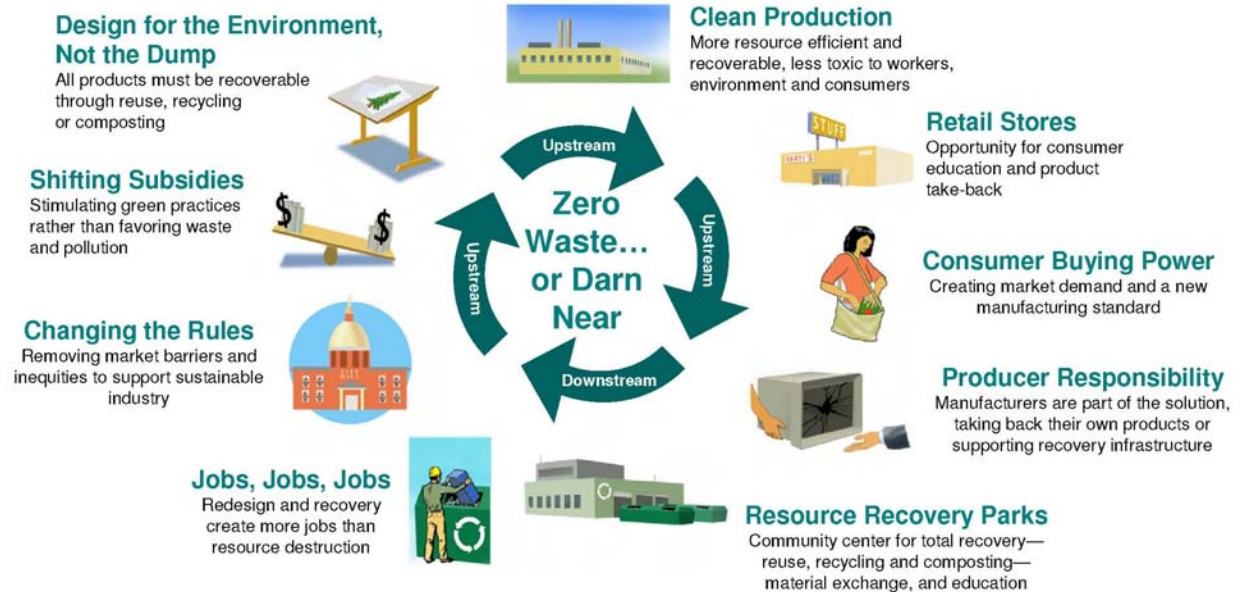 Design for the Environment,
Not the Dump
All products must be recoverable
through reuse, recycling
or composting
Clean Production
More resource efficient and
recoverable, less toxic to workers,
environment and consumers
STUFF
Retail Stores
Opportunity for consumer
education and product
take-back
Shifting Subsidies
Stimulating green practices
rather than favoring waste
and pollution
$
$
Upstream
Upstream
Upstream
Downstream
Zero
Waste...
or Darn
Near
Consumer Buying Power
Creating market demand and a new
manufacturing standard
Changing the Rules
Removing market barriers and
inequities to support sustainable
industry
Producer Responsibility
Manufacturers are part of the solution,
taking back their own products or
supporting recovery infrastructure
Jobs, Jobs, Jobs
Redesign and recovery
create more jobs than
resource destruction
Resource Recovery Parks
Community center for total recovery—
reuse, recycling and composting—
material exchange, and education